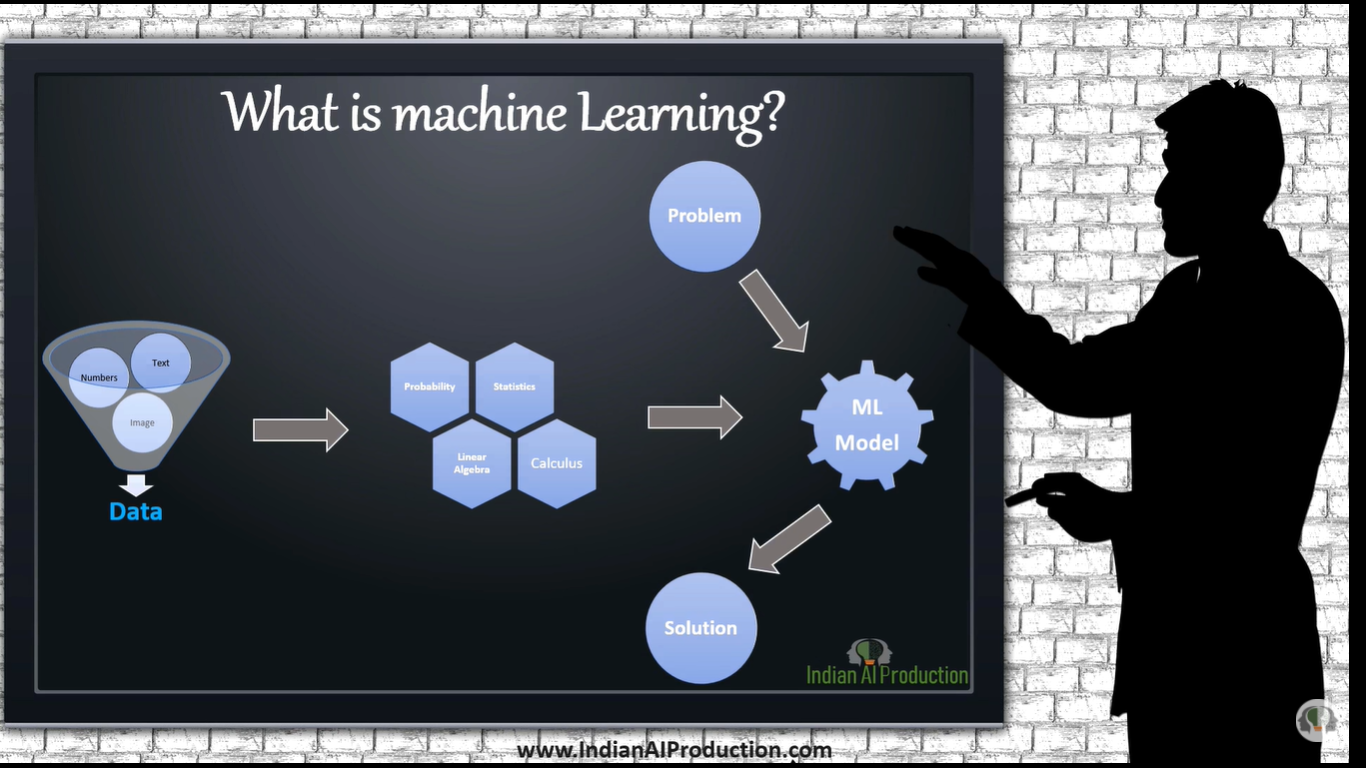 What is machine Learning?
Problem
Numbers
Text
Image
Data
Probability
Statistics
Linear
Algebra
Calculus
ML
Model
Solution
Indian AI Production
www.IndianAIProduction.com